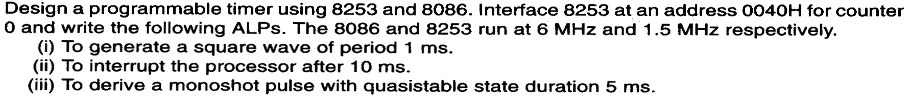 Design a programmable timer using 8253 and 8086. Interface 8253 at an address 0040H for counter
0 and write the following ALPs. The 8086 and 8253 run at 6 MHz and 1.5 MHz respectively.
(i) To generate a square wave of period 1 ms.
(ii) To interrupt the processor after 10 ms.
(iii) To derive a monoshot pulse with quasistable state duration 5 ms.